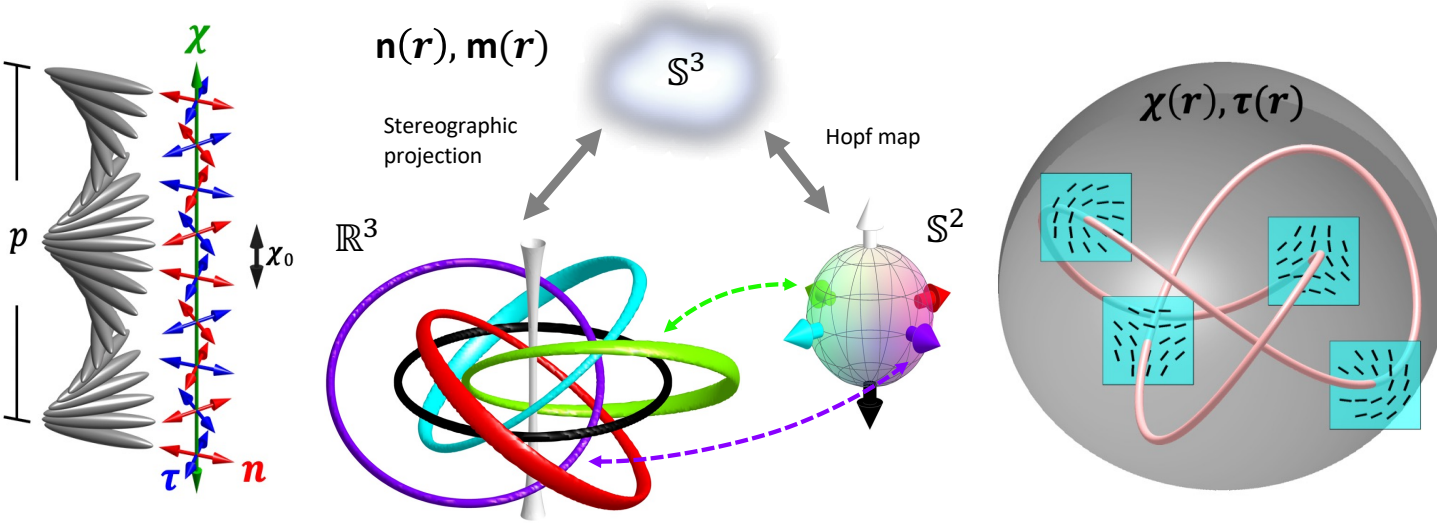 χ
p
χ₀
τ
n
n(r), m(r)
𝕊³
Stereographic
projection
Hopf map
ℝ³
𝕊²
χ(r), τ(r)